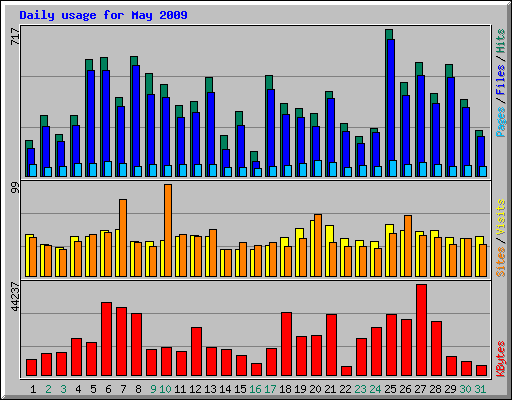 Daily usage for May 2009
717
Pages / Files / Hits
99
Sites / Visits
44237
KBytes
1 2 3 4 5 6 7 8 9 10 11 12 13 14 15 16 17 18 19 20 21 22 23 24 25 26 27 28 29 30 31